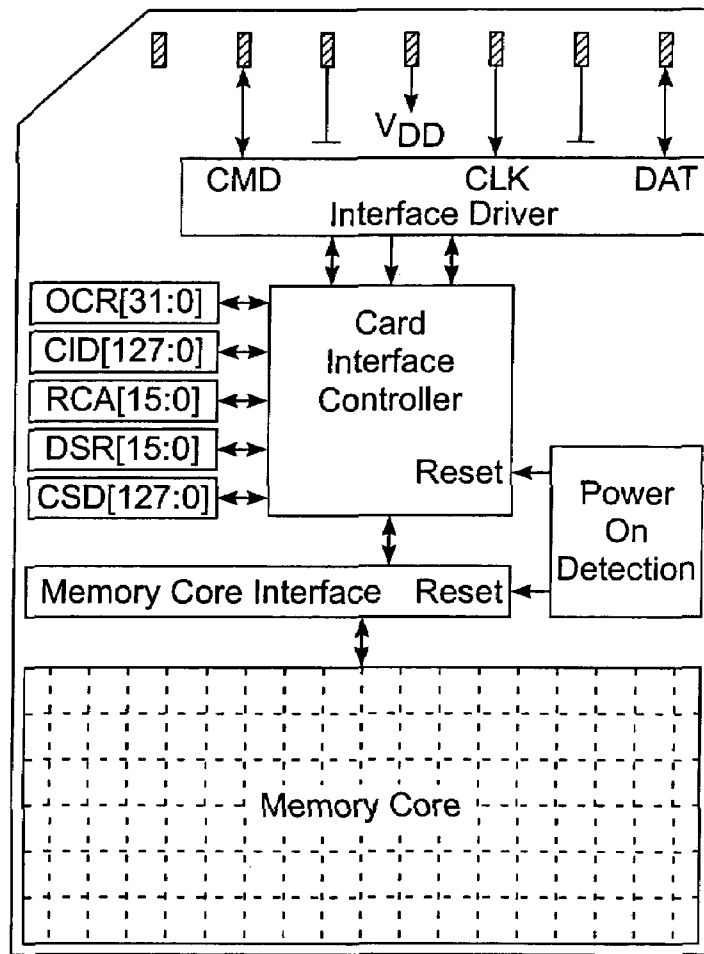 VDD
CMD CLK DAT
Interface Driver
OCR[31:0]
CID[127:0]
RCA[15:0]
DSR[15:0]
CSD[127:0]
Card
Interface
Controller
Reset
Power
On
Detection
Memory Core Interface Reset
Memory Core